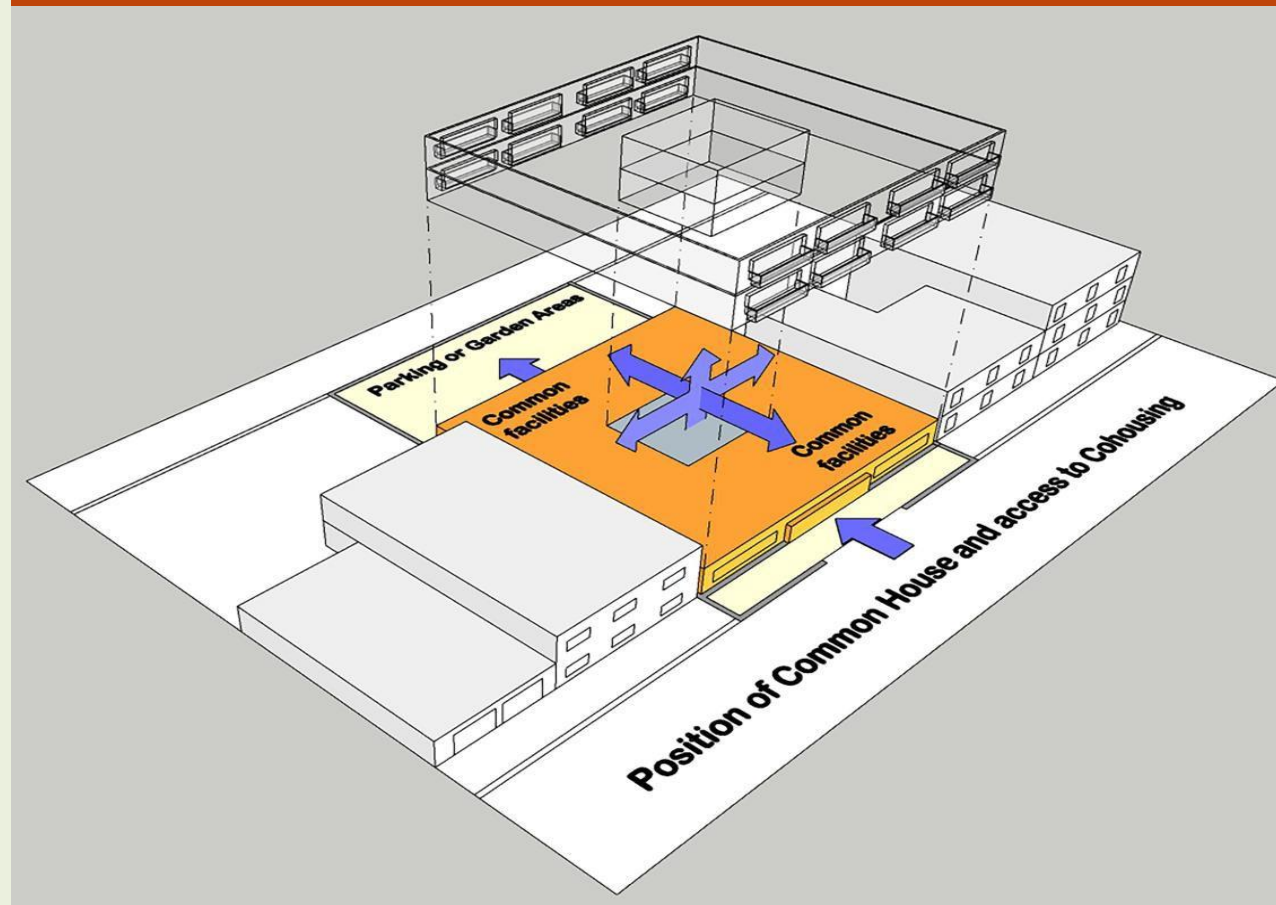 Parking or Garden Areas
Common
facilities
Common
facilities
Position of Common House and access to Cohousing